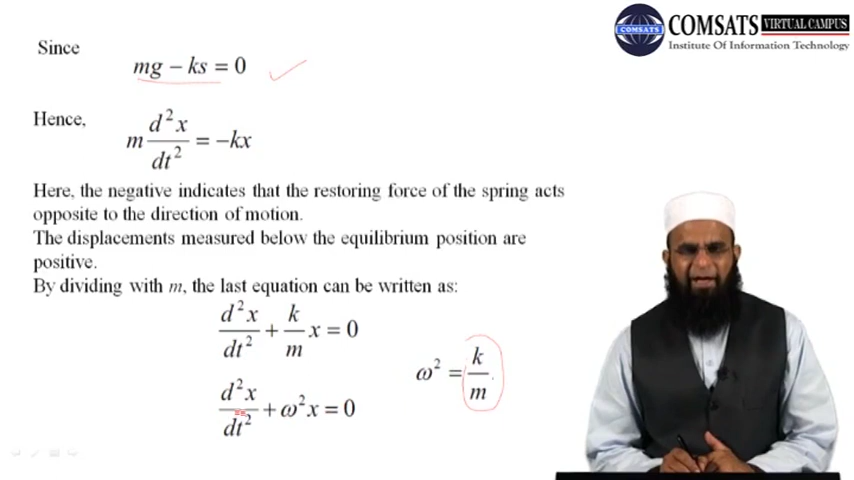 COMSATS VIRTUAL CAMPUS
COMSATS Institute Of Information Technology
Since
mg − ks = 0
Hence,
m d²x/dt² = −kx
Here, the negative indicates that the restoring force of the spring acts
opposite to the direction of motion.
The displacements measured below the equilibrium position are
positive.
By dividing with m, the last equation can be written as:
d²x/dt² + k/m x = 0
ω² = k/m
d²x/dt² + ω²x = 0